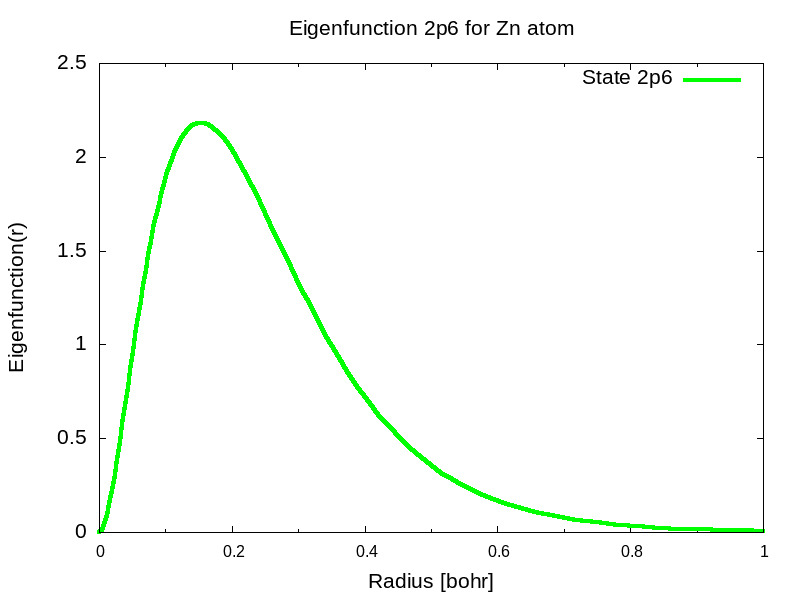 Eigenfunction 2p6 for Zn atom
State 2p6
2.5
2
1.5
1
0.5
0
Eigenfunction(r)
0 0.2 0.4 0.6 0.8 1
Radius [bohr]